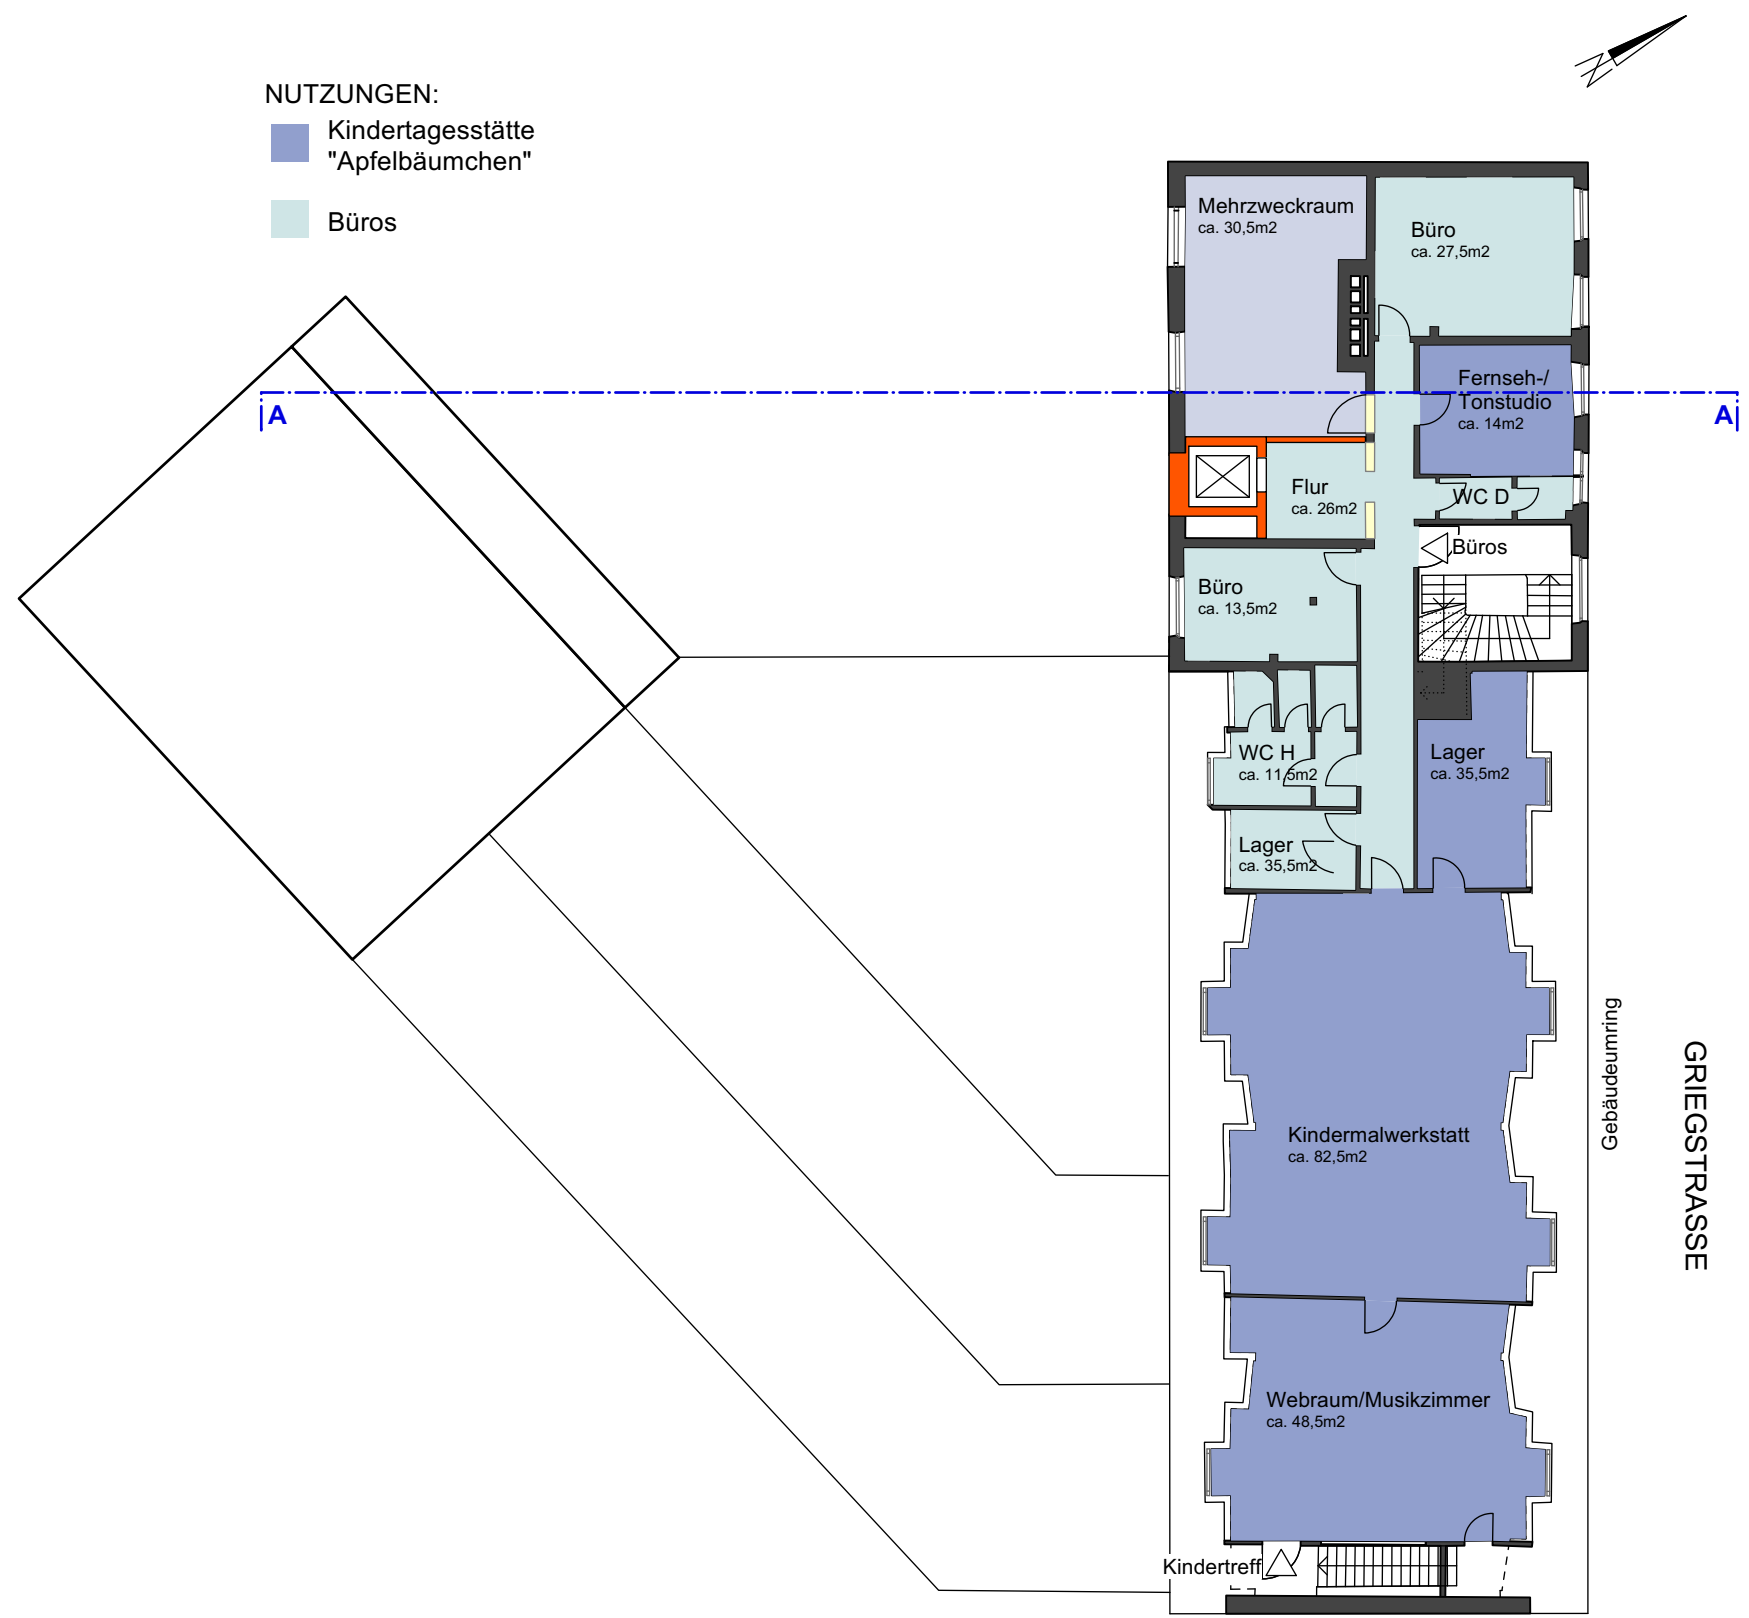 NUTZUNGEN:
Kindertagesstätte
"Apfelbäumchen"
Büros
N
Mehrzweckraum
ca. 30,5m2
Büro
ca. 27,5m2
Fernseh-/
Tonstudio
ca. 14m2
A
A
Flur
ca. 26m2
WC D
Büros
Büro
ca. 13,5m2
WC H
ca. 11,5m2
Lager
ca. 35,5m2
Lager
ca. 35,5m2
Kindermalwerkstatt
ca. 82,5m2
Gebäudeumring
GRIEGSTRASSE
Webraum/Musikzimmer
ca. 48,5m2
Kindertreff